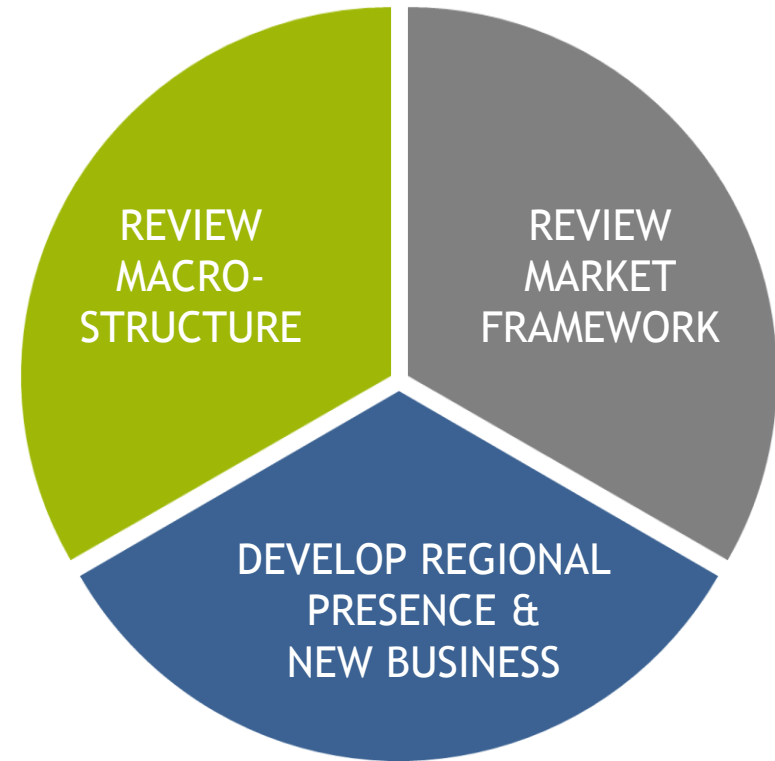 REVIEW
MACRO-
STRUCTURE
REVIEW
MARKET
FRAMEWORK
DEVELOP REGIONAL
PRESENCE &
NEW BUSINESS